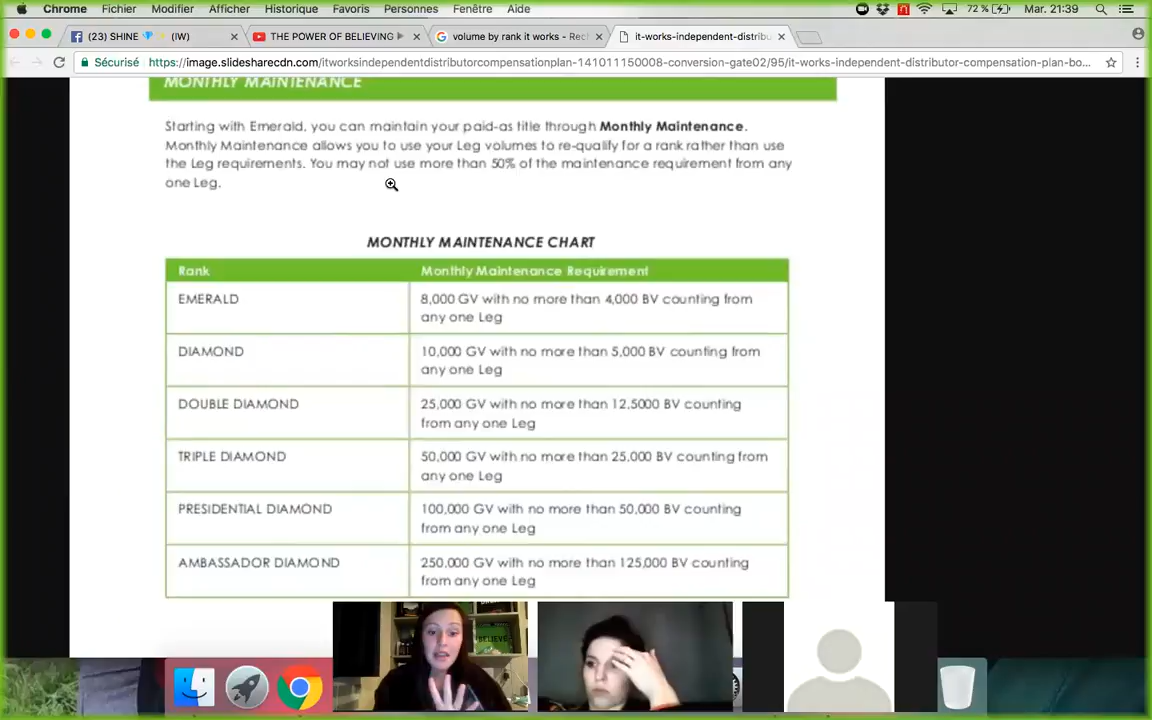 Chrome Fichier Modifier Afficher Historique Favoris Personnes Fenêtre Aide 72 % Mar. 21:39
(23) SHINE (IW) THE POWER OF BELIEVING volume by rank it works - Rec it-works-independent-distribu
Sécurisé https://image.slidesharecdn.com/itworksindependentdistributorcompensationplan-141011150008-conversion-gate02/95/it-works-independent-distributor-compensation-plan-bo...
MONTHLY MAINTENANCE
Starting with Emerald, you can maintain your paid-as title through Monthly Maintenance.
Monthly Maintenance allows you to use your Leg volumes to re-qualify for a rank rather than use
the Leg requirements. You may not use more than 50% of the maintenance requirement from any
one Leg.
MONTHLY MAINTENANCE CHART
Rank Monthly Maintenance Requirement
EMERALD 8,000 GV with no more than 4,000 BV counting from
any one Leg
DIAMOND 10,000 GV with no more than 5,000 BV counting from
any one Leg
DOUBLE DIAMOND 25,000 GV with no more than 12,5000 BV counting
from any one Leg
TRIPLE DIAMOND 50,000 GV with no more than 25,000 BV counting from
any one Leg
PRESIDENTIAL DIAMOND 100,000 GV with no more than 50,000 BV counting
from any one Leg
AMBASSADOR DIAMOND 250,000 GV with no more than 125,000 BV counting
from any one Leg
BELIEVE